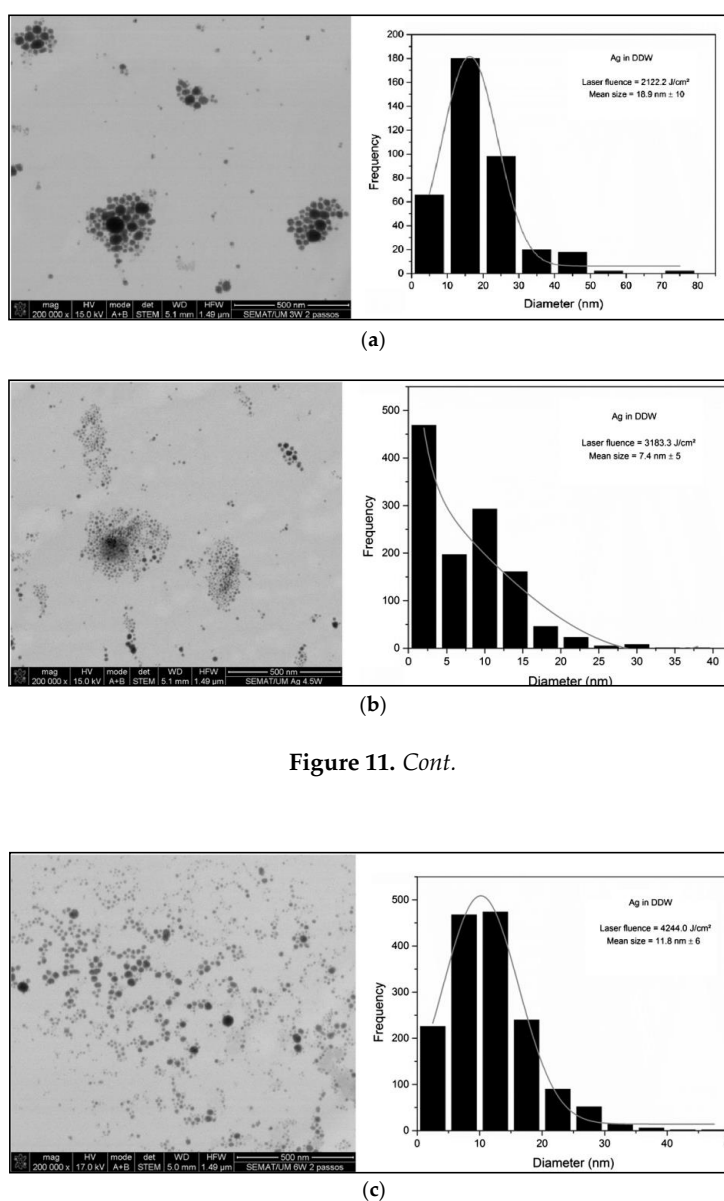 200
180
160
140
120
100
80
60
40
20
0
Frequency
Ag in DDW
Laser fluence = 2122.2 J/cm²
Mean size = 18.9 nm ± 10
0 10 20 30 40 50 60 70 80
Diameter (nm)
mag HV mode det WD HFW 500 nm
200 000 x 15.0 kV A+B STEM 5.1 mm 1.49 µm SEMAT/UM 3W 2 passos
(a)
500
400
300
200
100
0
Frequency
Ag in DDW
Laser fluence = 3183.3 J/cm²
Mean size = 7.4 nm ± 5
0 5 10 15 20 25 30 35 40
Diameter (nm)
mag HV mode det WD HFW 500 nm
200 000 x 15.0 kV A+B STEM 5.1 mm 1.49 µm SEMAT/UM Ag 4.5W
(b)
Figure 11. Cont.
500
400
300
200
100
0
Frequency
Ag in DDW
Laser fluence = 4244.0 J/cm²
Mean size = 11.8 nm ± 6
0 10 20 30 40
Diameter (nm)
mag HV mode det WD HFW 500 nm
200 000 x 17.0 kV A+B STEM 5.0 mm 1.49 µm SEMAT/UM 6W 2 passos
(c)